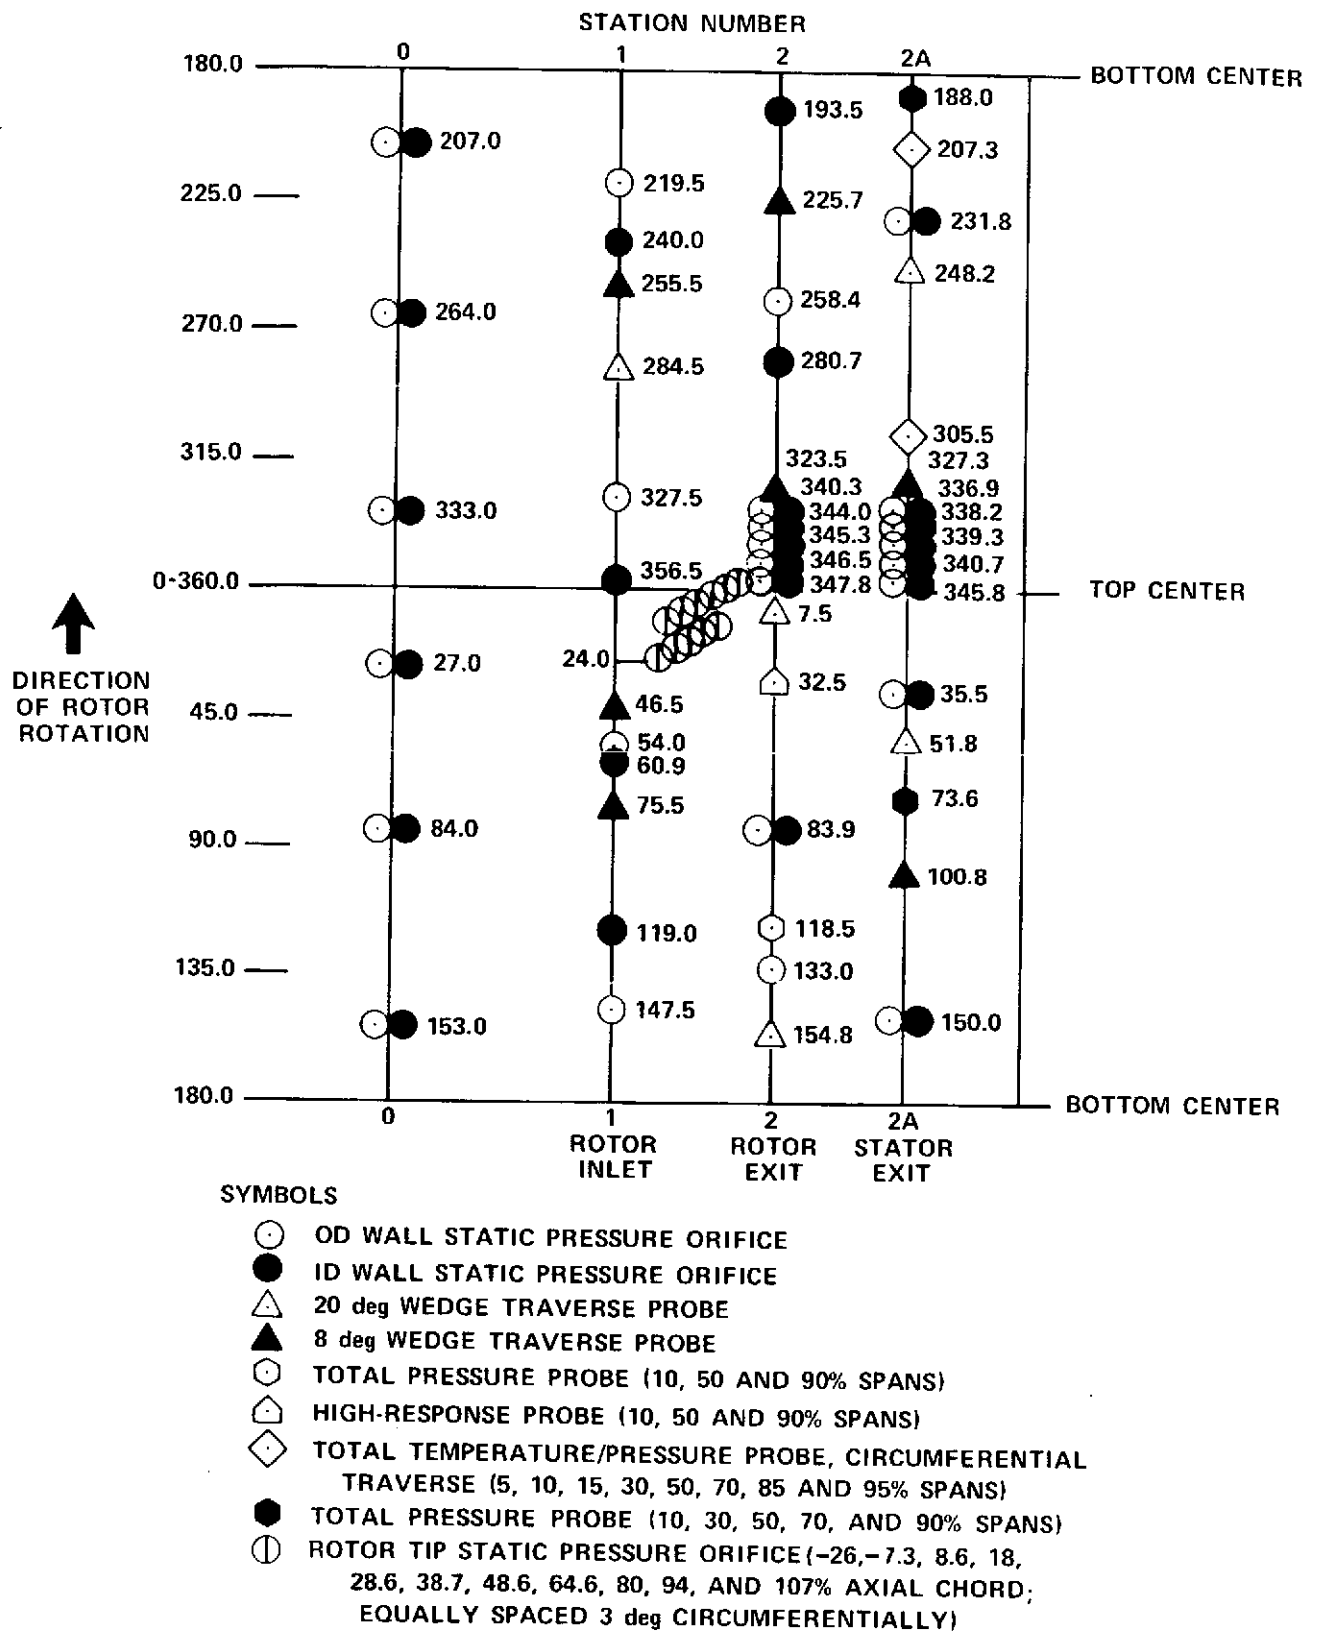 STATION NUMBER
0 1 2 2A
180.0 BOTTOM CENTER
188.0
193.5
207.0 207.3
219.5
225.0 225.7 231.8
240.0
248.2
255.5
258.4
264.0
270.0
280.7
284.5
305.5
315.0 323.5 327.3
327.5 340.3 336.9
333.0 344.0 338.2
345.3 339.3
346.5 340.7
356.5 347.8 345.8
0-360.0 TOP CENTER
7.5
24.0
27.0 32.5 35.5
DIRECTION
OF ROTOR
ROTATION
45.0 46.5
54.0 51.8
60.9
75.5 73.6
84.0 83.9
90.0
100.8
119.0 118.5
135.0 133.0
147.5
153.0 154.8 150.0
180.0 BOTTOM CENTER
0 1 2 2A
ROTOR ROTOR STATOR
INLET EXIT EXIT
SYMBOLS
OD WALL STATIC PRESSURE ORIFICE
ID WALL STATIC PRESSURE ORIFICE
20 deg WEDGE TRAVERSE PROBE
8 deg WEDGE TRAVERSE PROBE
TOTAL PRESSURE PROBE (10, 50 AND 90% SPANS)
HIGH-RESPONSE PROBE (10, 50 AND 90% SPANS)
TOTAL TEMPERATURE/PRESSURE PROBE, CIRCUMFERENTIAL
TRAVERSE (5, 10, 15, 30, 50, 70, 85 AND 95% SPANS)
TOTAL PRESSURE PROBE (10, 30, 50, 70, AND 90% SPANS)
ROTOR TIP STATIC PRESSURE ORIFICE (-26,-7.3, 8.6, 18,
28.6, 38.7, 48.6, 64.6, 80, 94, AND 107% AXIAL CHORD;
EQUALLY SPACED 3 deg CIRCUMFERENTIALLY)